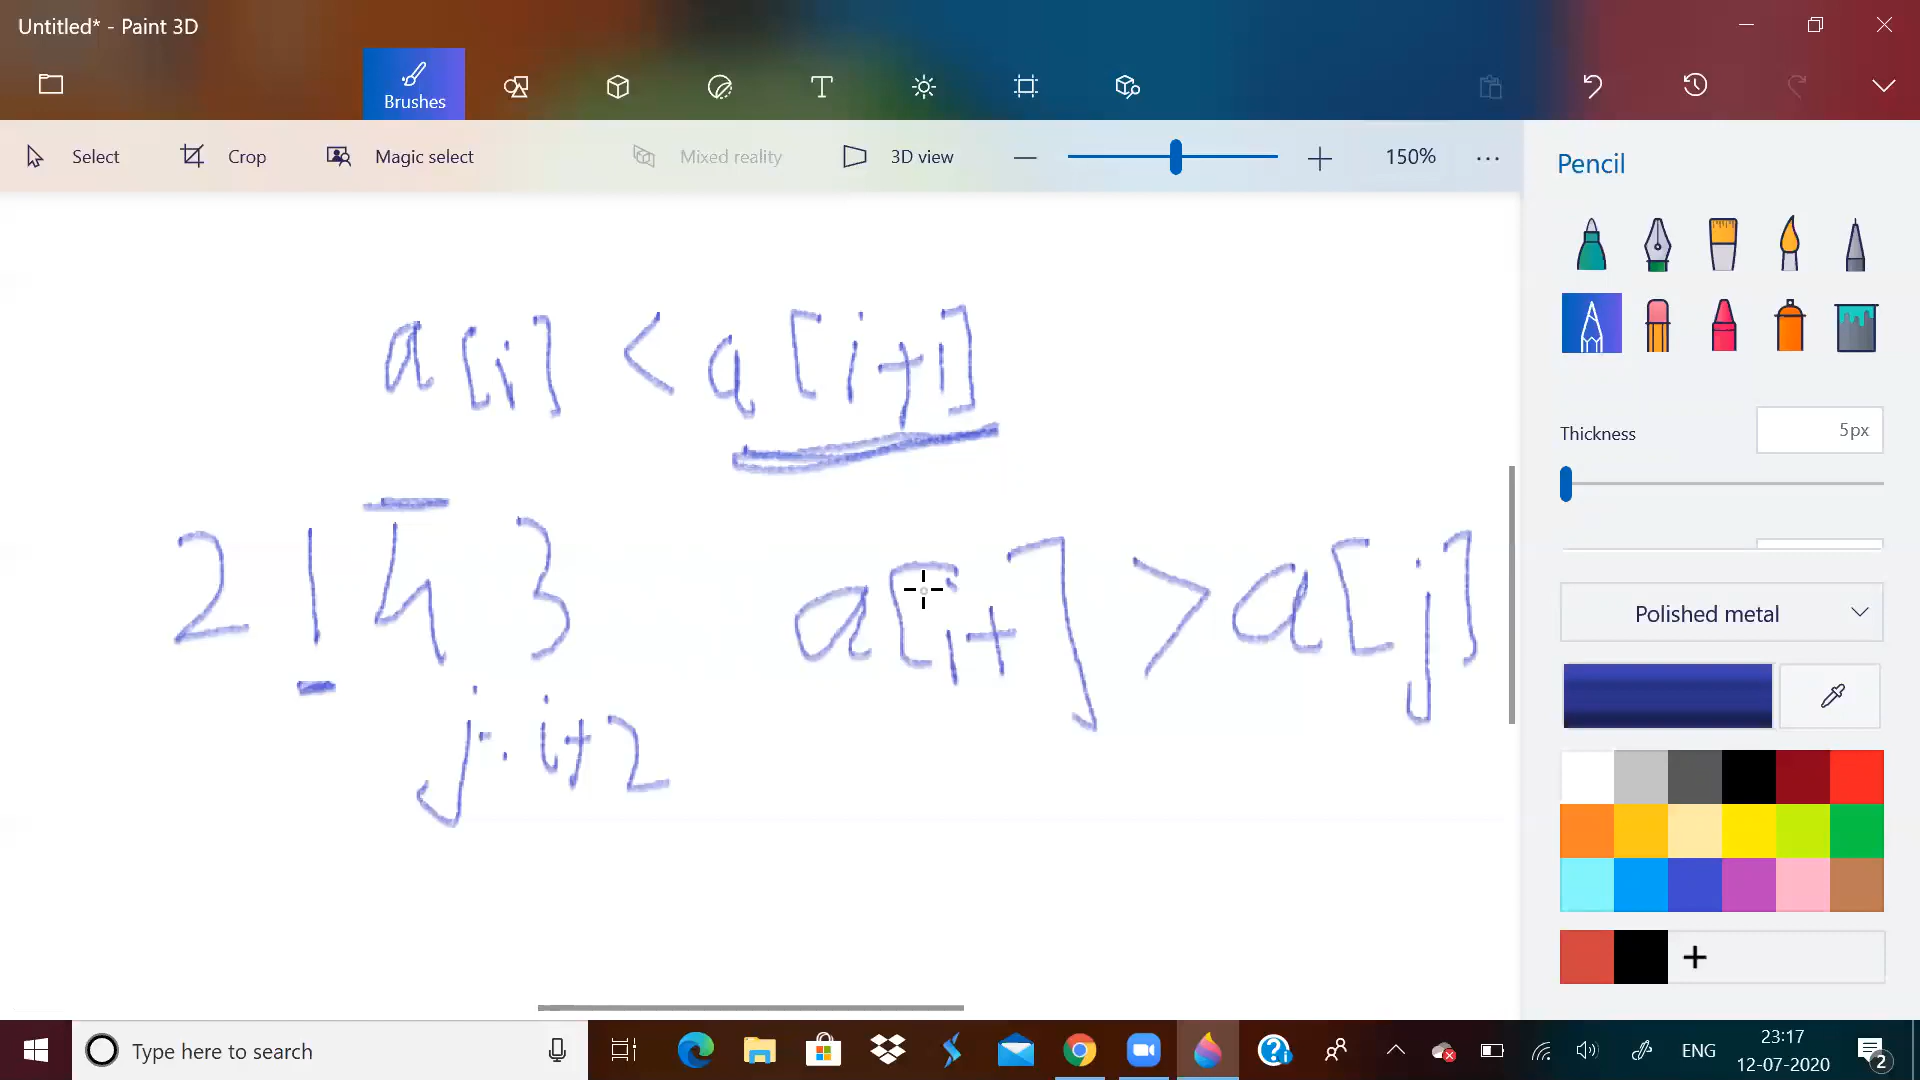 Untitled* - Paint 3D
Brushes
Select Crop Magic select Mixed reality 3D view 150%
Pencil
Thickness 5px
Polished metal
a[i] < a[i+1]
2 1 4 3 a[i+] > a[j]
j: i+2
Type here to search
ENG
23:17
12-07-2020
2